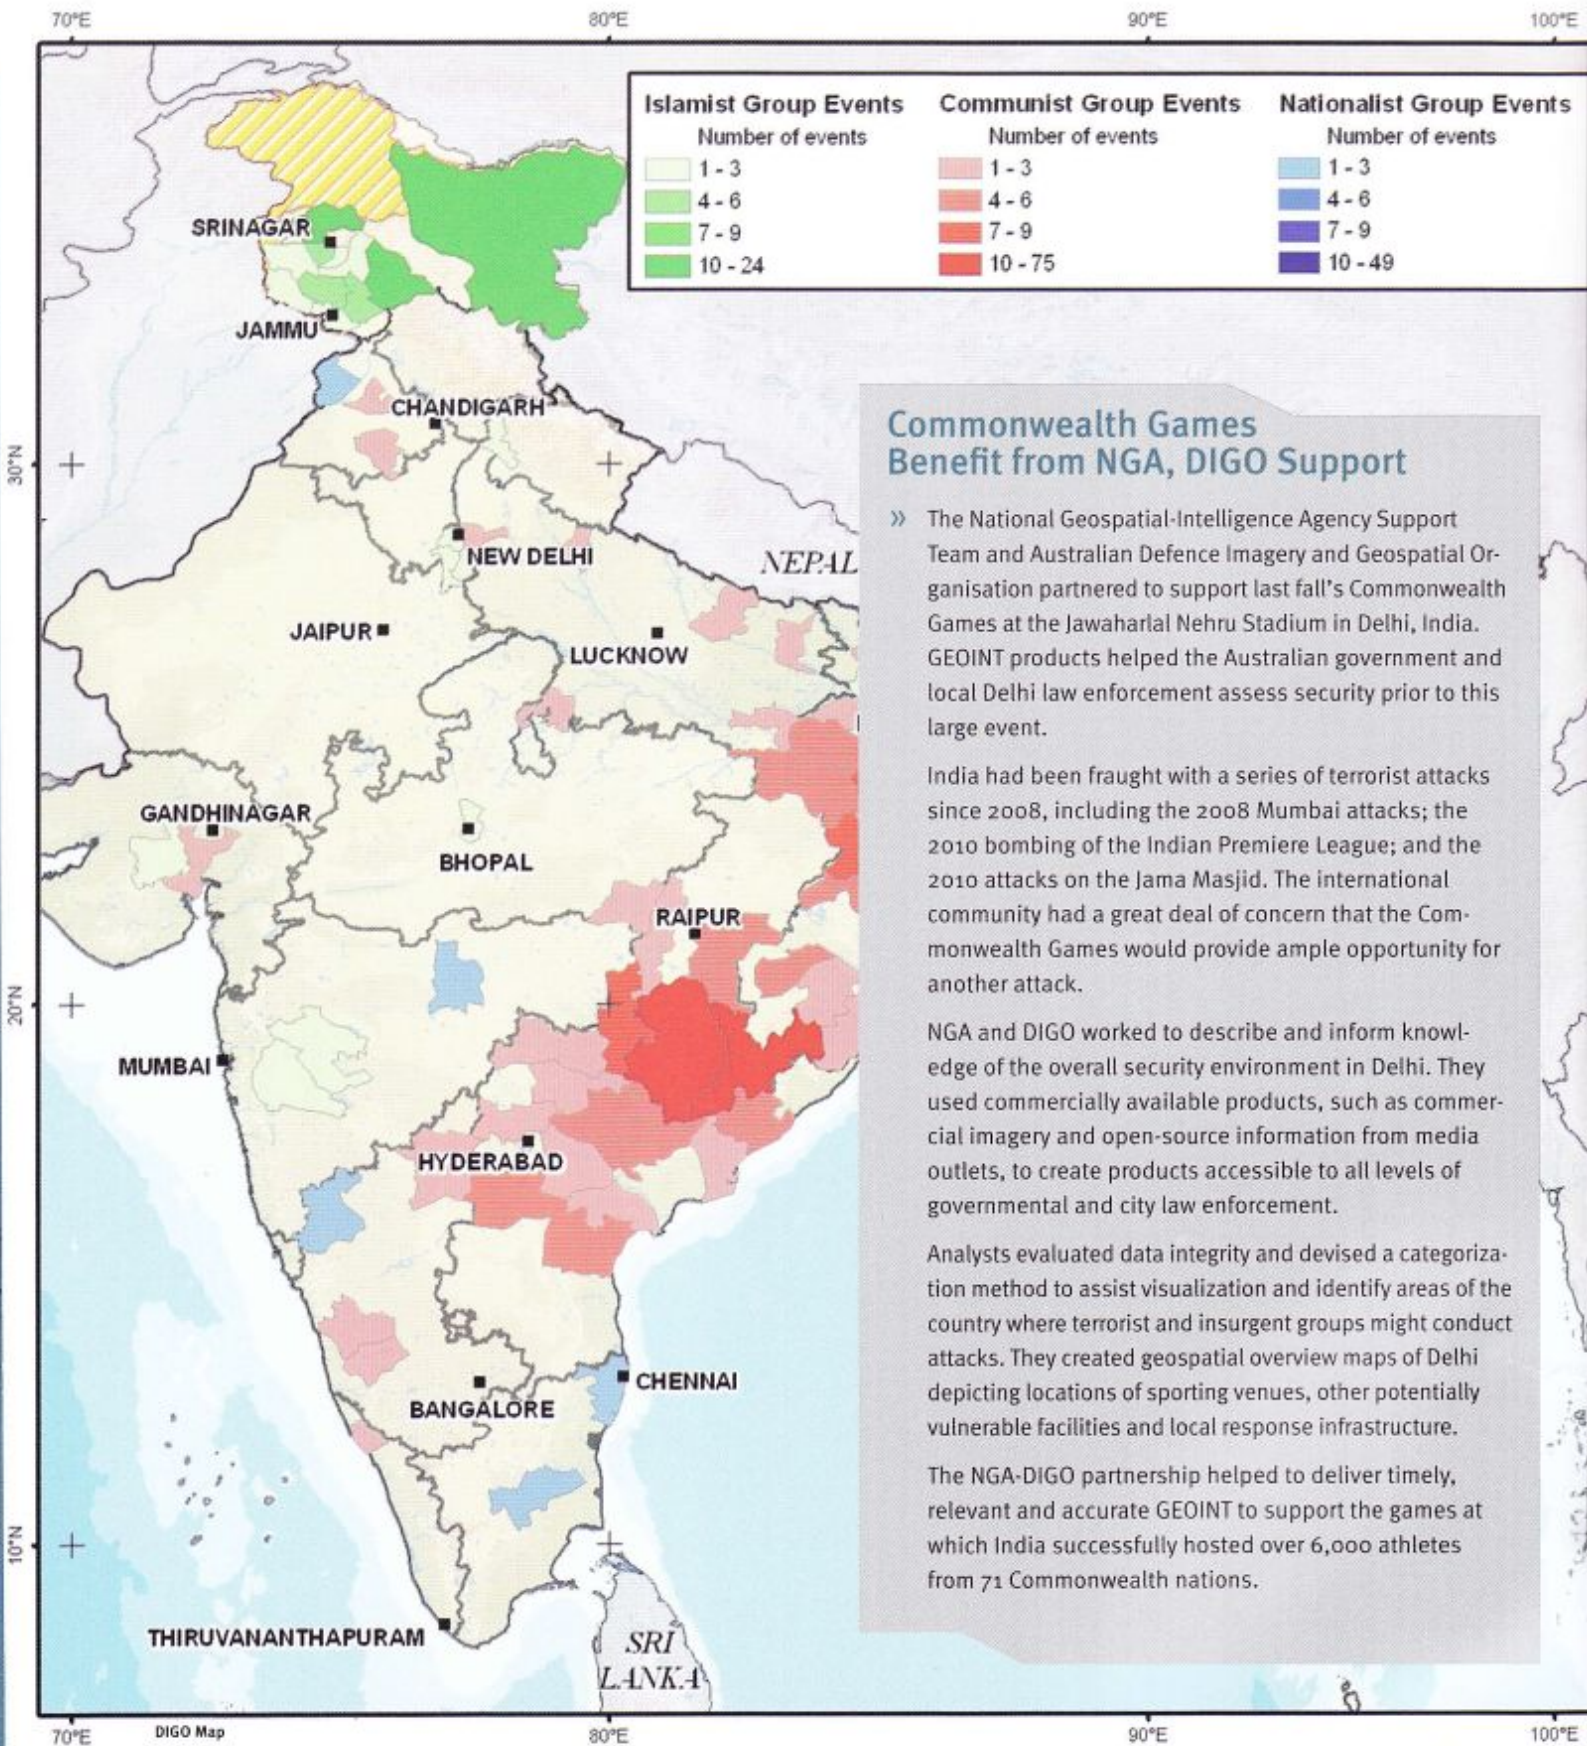 70°E 80°E 90°E 100°E
Islamist Group Events
Number of events
1 - 3
4 - 6
7 - 9
10 - 24
Communist Group Events
Number of events
1 - 3
4 - 6
7 - 9
10 - 75
Nationalist Group Events
Number of events
1 - 3
4 - 6
7 - 9
10 - 49
SRINAGAR
JAMMU
CHANDIGARH
30°N
NEW DELHI
NEPAL
JAIPUR
LUCKNOW
GANDHINAGAR
BHOPAL
RAIPUR
20°N
MUMBAI
HYDERABAD
CHENNAI
BANGALORE
10°N
THIRUVANANTHAPURAM
SRI
LANKA
Commonwealth Games
Benefit from NGA, DIGO Support
» The National Geospatial-Intelligence Agency Support
Team and Australian Defence Imagery and Geospatial Or-
ganisation partnered to support last fall's Commonwealth
Games at the Jawaharlal Nehru Stadium in Delhi, India.
GEOINT products helped the Australian government and
local Delhi law enforcement assess security prior to this
large event.
India had been fraught with a series of terrorist attacks
since 2008, including the 2008 Mumbai attacks; the
2010 bombing of the Indian Premiere League; and the
2010 attacks on the Jama Masjid. The international
community had a great deal of concern that the Com-
monwealth Games would provide ample opportunity for
another attack.
NGA and DIGO worked to describe and inform knowl-
edge of the overall security environment in Delhi. They
used commercially available products, such as commer-
cial imagery and open-source information from media
outlets, to create products accessible to all levels of
governmental and city law enforcement.
Analysts evaluated data integrity and devised a categoriza-
tion method to assist visualization and identify areas of the
country where terrorist and insurgent groups might conduct
attacks. They created geospatial overview maps of Delhi
depicting locations of sporting venues, other potentially
vulnerable facilities and local response infrastructure.
The NGA-DIGO partnership helped to deliver timely,
relevant and accurate GEOINT to support the games at
which India successfully hosted over 6,000 athletes
from 71 Commonwealth nations.
70°E DIGO Map 80°E 90°E 100°E